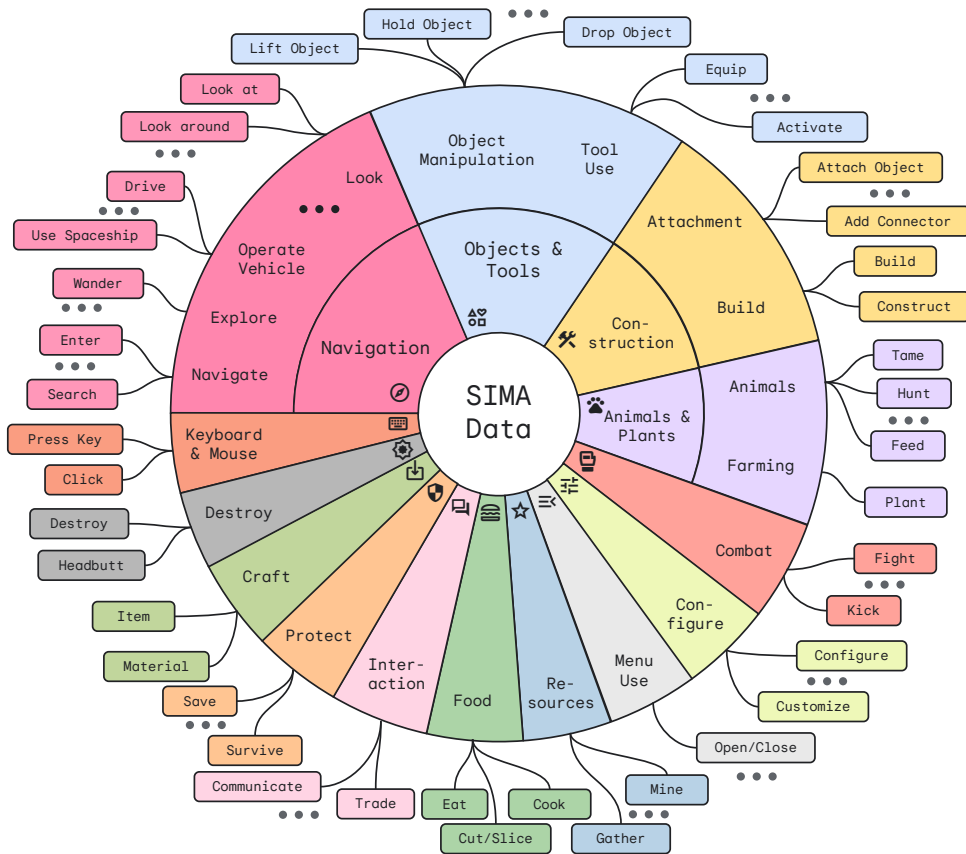 Hold Object
Drop Object
Lift Object
Equip
Look at
Activate
Look around
Object
Manipulation
Tool
Use
Attach Object
Look
Drive
Attachment
Add Connector
Use Spaceship
Operate
Vehicle
Objects &
Tools
Build
Wander
Explore
Build
Construct
Con-
struction
Enter
Navigation
Tame
Search
Navigate
Animals
Hunt
SIMA
Data
Press Key
Keyboard
& Mouse
Animals &
Plants
Feed
Click
Farming
Destroy
Destroy
Plant
Headbutt
Combat
Fight
Craft
Con-
figure
Kick
Item
Protect
Material
Inter-
action
Menu
Use
Configure
Save
Food
Re-
sources
Customize
Survive
Open/Close
Communicate
Trade
Eat
Cook
Mine
Cut/Slice
Gather